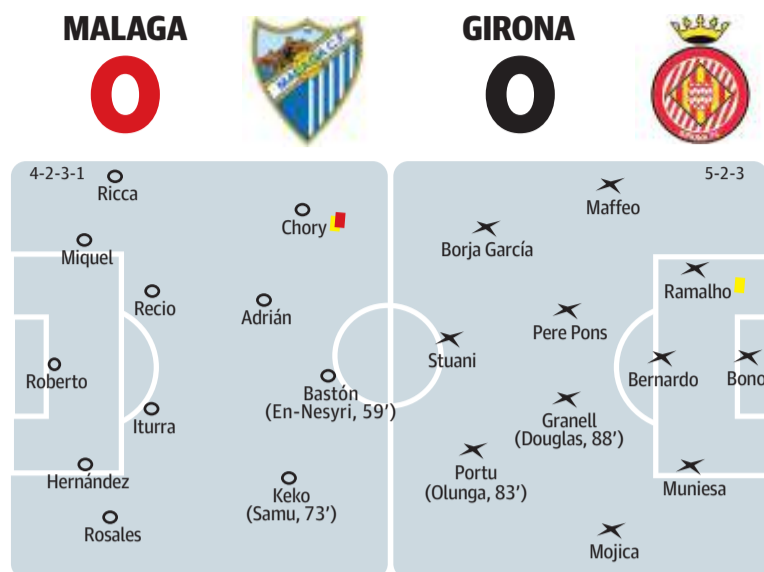 MALAGA
0
GIRONA
0
MALAGA C.F.
4-2-3-1
Ricca
Chory
Miquel
Recio
Adrián
Roberto
Bastón
(En-Nesyri, 59’)
Iturra
Hernández
Keko
(Samu, 73’)
Rosales
5-2-3
Maffeo
Borja García
Ramalho
Pere Pons
Stuani
Bernardo
Bono
Granell
(Douglas, 88’)
Portu
(Olunga, 83’)
Muniesa
Mojica